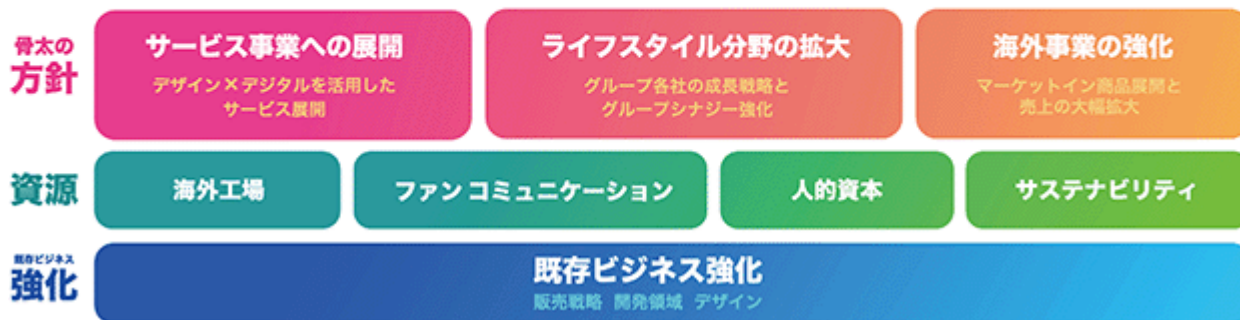 骨太の
方針
サービス事業への展開
デザイン×デジタルを活用した
サービス展開
ライフスタイル分野の拡大
グループ各社の成長戦略と
グループシナジー強化
海外事業の強化
マーケットイン商品展開と
売上の大幅拡大
資源
海外工場
ファン コミュニケーション
人的資本
サステナビリティ
既存ビジネス
強化
既存ビジネス強化
販売戦略 開発領域 デザイン